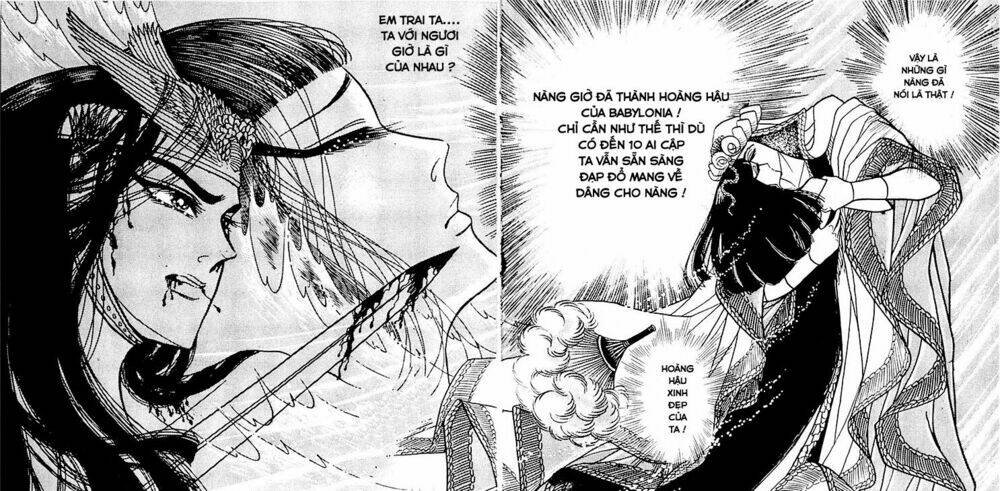 EM TRAI TA....
TA VỚI NGƯƠI
GIỜ LÀ GÌ
CỦA NHAU ?
VẬY LÀ
NHỮNG GÌ
NÀNG ĐÃ
NÓI LÀ THẬT !
NÀNG GIỜ ĐÃ THÀNH HOÀNG HẬU
CỦA BABYLONIA !
CHỈ CẦN NHƯ THẾ THÌ DÙ
CÓ ĐẾN 10 AI CẬP
TA VẪN SẴN SÀNG
ĐẠP ĐỔ MANG VỀ
DÂNG CHO NÀNG !
HOÀNG
HẬU
XINH
ĐẸP
CỦA
TA !